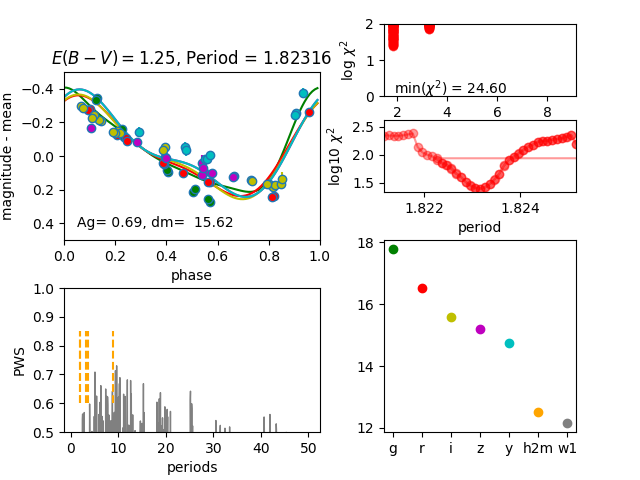 E(B − V) = 1.25, Period = 1.82316
−0.4
−0.2
0.0
0.2
0.4
magnitude - mean
Ag= 0.69, dm=  15.62
0.0 0.2 0.4 0.6 0.8 1.0
phase
2
1
0
log χ²
min(χ²) = 24.60
2 4 6 8
2.5
2.0
1.5
log10 χ²
1.822 1.824
period
1.0
0.9
0.8
0.7
0.6
0.5
PWS
0 10 20 30 40 50
periods
18
16
14
12
g r i z y h2m w1